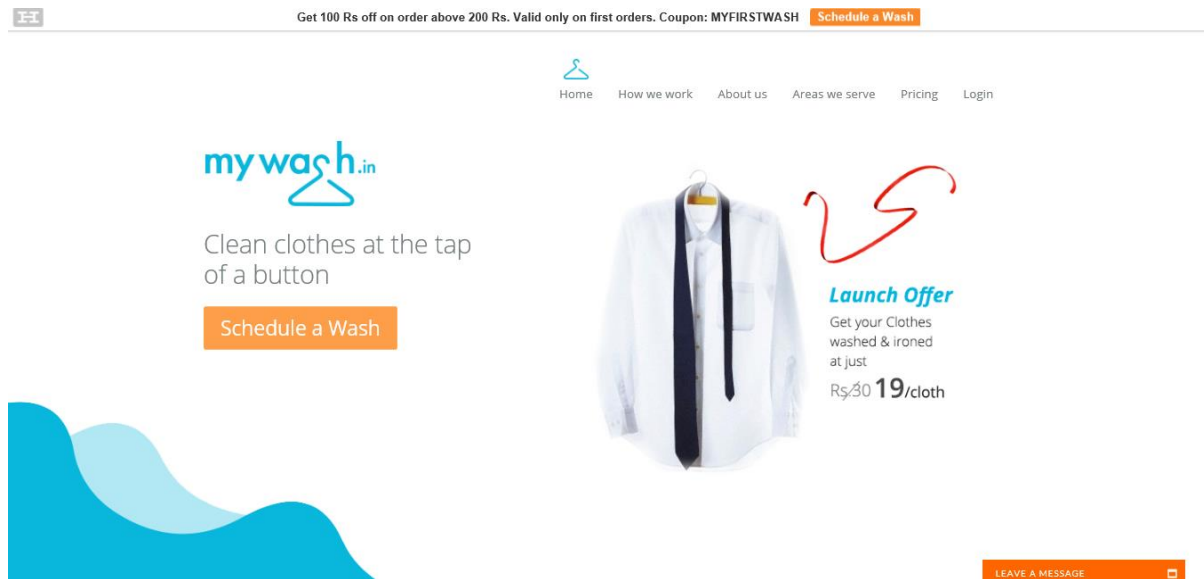 Get 100 Rs off on order above 200 Rs. Valid only on first orders. Coupon: MYFIRSTWASH Schedule a Wash
Home How we work About us Areas we serve Pricing Login
mywash.in
Clean clothes at the tap
of a button
Schedule a Wash
Launch Offer
Get your Clothes
washed & ironed
at just
Rs 30 19/cloth
LEAVE A MESSAGE